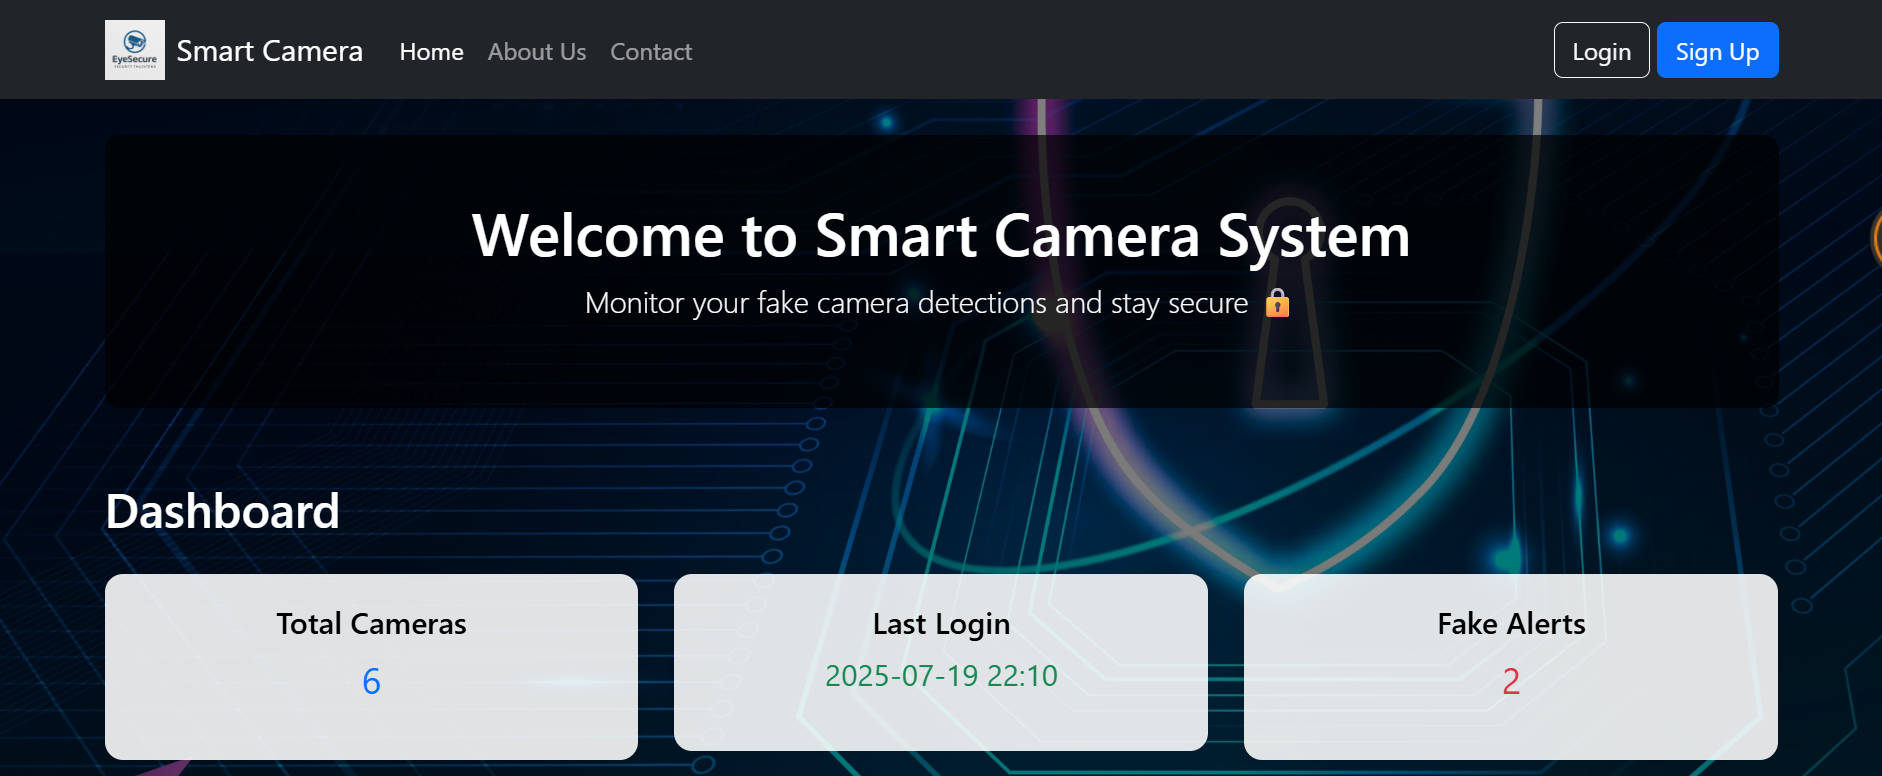 EyeSecure
Smart Camera
Home
About Us
Contact
Login
Sign Up
Welcome to Smart Camera System
Monitor your fake camera detections and stay secure 🔒
Dashboard
Total Cameras
6
Last Login
2025-07-19 22:10
Fake Alerts
2